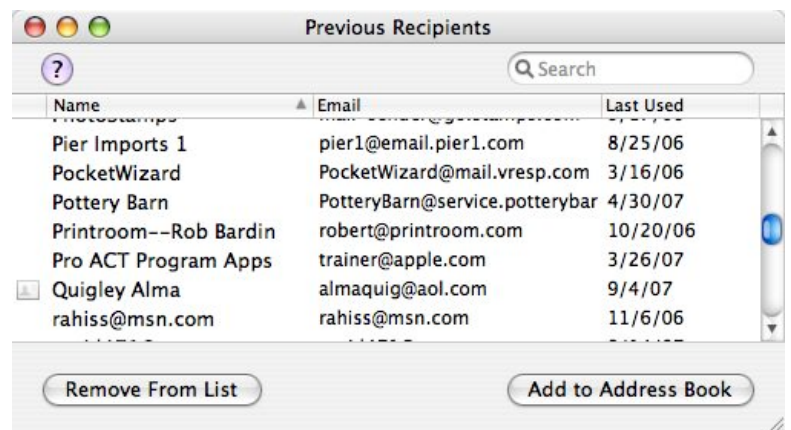 Previous Recipients
? Search
Name Email Last Used
Pier Imports 1 pier1@email.pier1.com 8/25/06
PocketWizard PocketWizard@mail.vresp.com 3/16/06
Pottery Barn PotteryBarn@service.potterybar 4/30/07
Printroom--Rob Bardin robert@printroom.com 10/20/06
Pro ACT Program Apps trainer@apple.com 3/26/07
Quigley Alma almaquig@aol.com 9/4/07
rahiss@msn.com rahiss@msn.com 11/6/06
Remove From List Add to Address Book